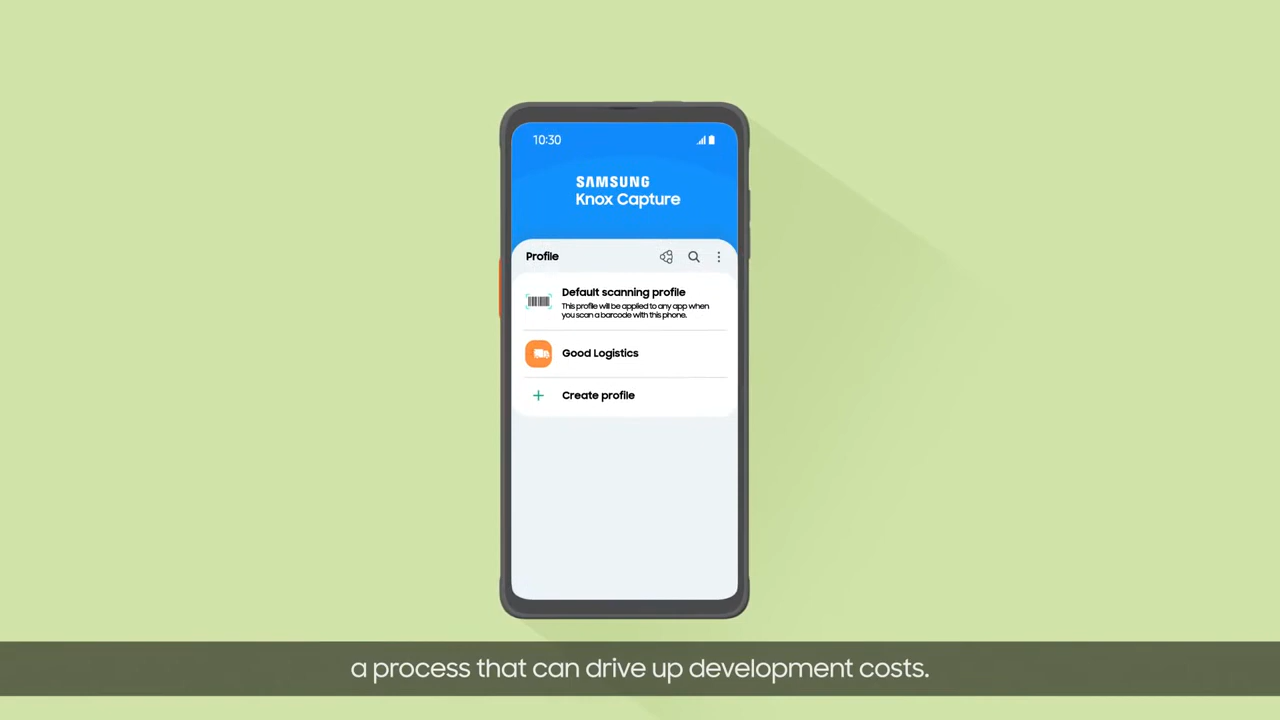 10:30
SAMSUNG
Knox Capture
Profile
Default scanning profile
This profile will be applied to any app when
you scan a barcode with this phone.
Good Logistics
Create profile
a process that can drive up development costs.